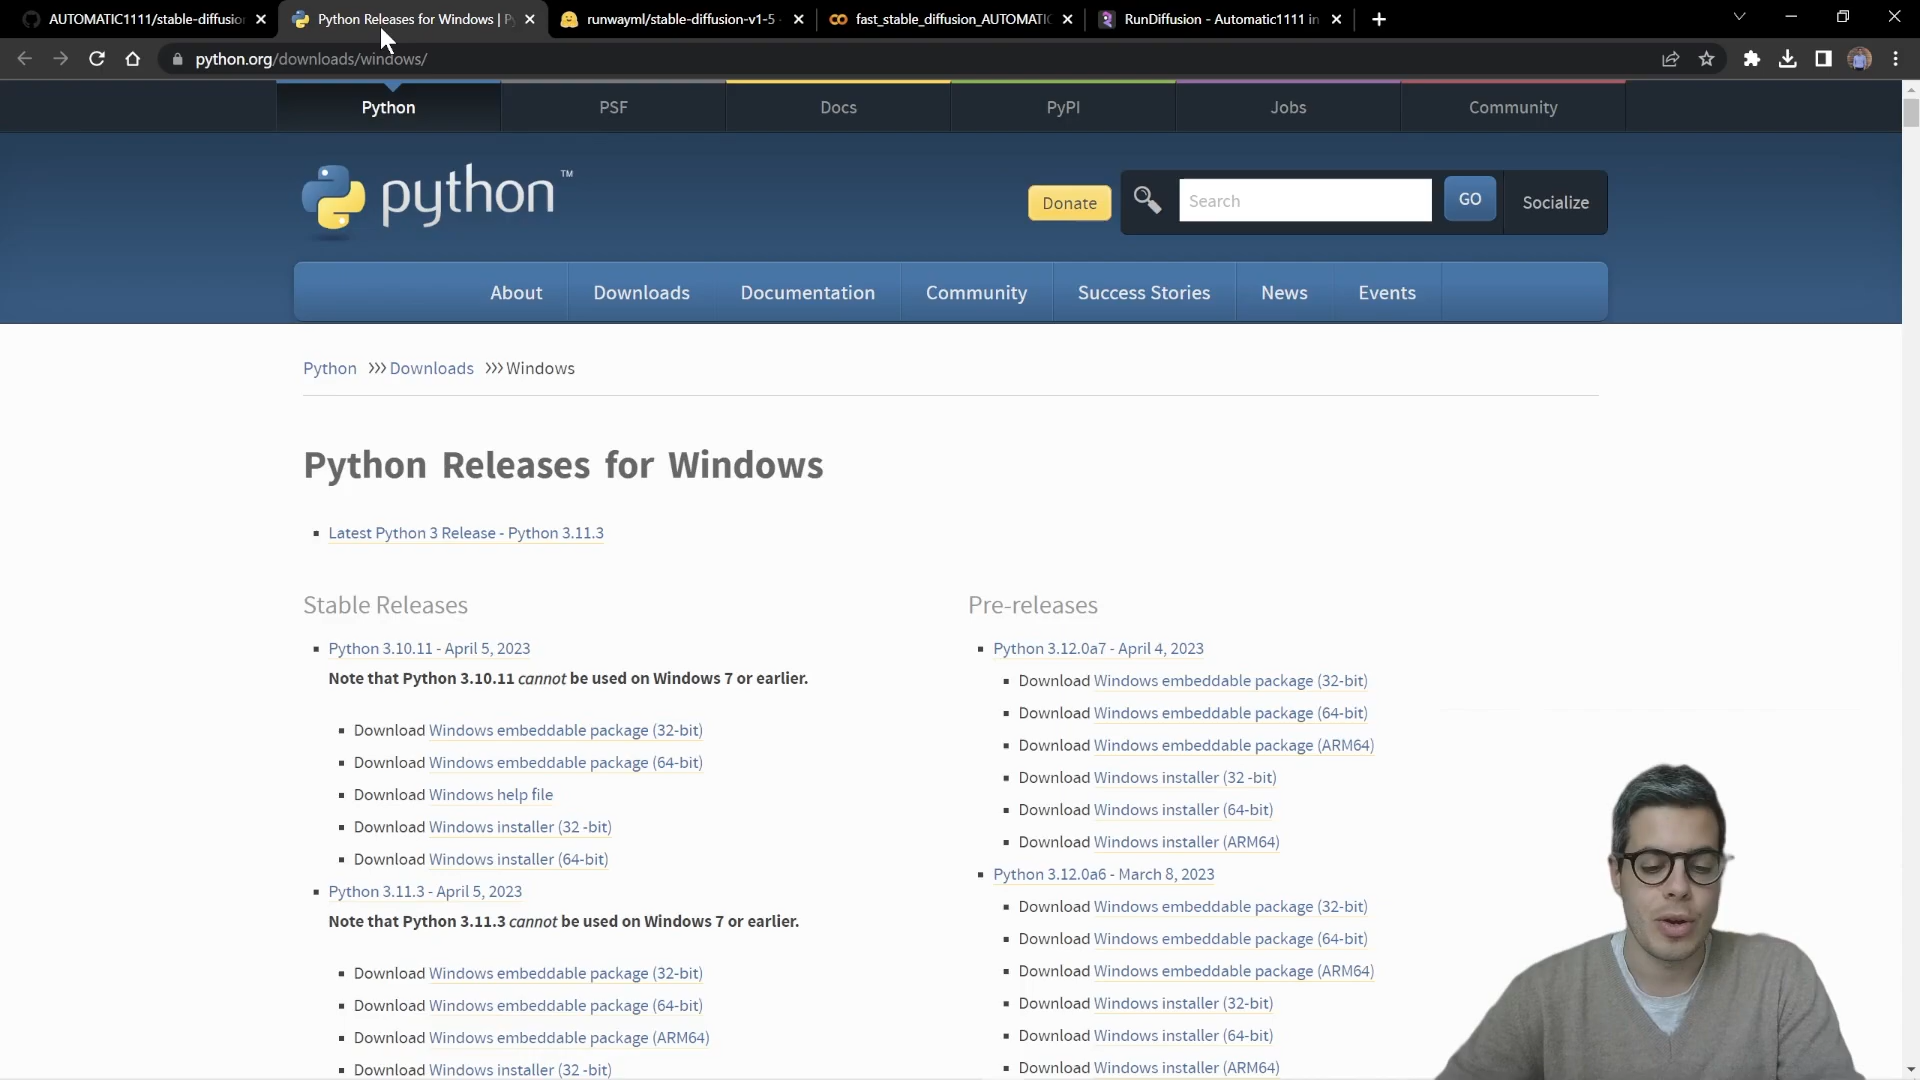 AUTOMATIC1111/stable-diffusio
Python Releases for Windows | P
runwayml/stable-diffusion-v1-5
fast_stable_diffusion_AUTOMATIC
RunDiffusion - Automatic1111 in
python.org/downloads/windows/
Python
PSF
Docs
PyPI
Jobs
Community
python™
Donate
Search
GO
Socialize
About
Downloads
Documentation
Community
Success Stories
News
Events
Python >>> Downloads >>> Windows
Python Releases for Windows
Latest Python 3 Release - Python 3.11.3
Stable Releases
Python 3.10.11 - April 5, 2023
Note that Python 3.10.11 cannot be used on Windows 7 or earlier.
Download Windows embeddable package (32-bit)
Download Windows embeddable package (64-bit)
Download Windows help file
Download Windows installer (32 -bit)
Download Windows installer (64-bit)
Python 3.11.3 - April 5, 2023
Note that Python 3.11.3 cannot be used on Windows 7 or earlier.
Download Windows embeddable package (32-bit)
Download Windows embeddable package (64-bit)
Download Windows embeddable package (ARM64)
Download Windows installer (32 -bit)
Pre-releases
Python 3.12.0a7 - April 4, 2023
Download Windows embeddable package (32-bit)
Download Windows embeddable package (64-bit)
Download Windows embeddable package (ARM64)
Download Windows installer (32 -bit)
Download Windows installer (64-bit)
Download Windows installer (ARM64)
Python 3.12.0a6 - March 8, 2023
Download Windows embeddable package (32-bit)
Download Windows embeddable package (64-bit)
Download Windows embeddable package (ARM64)
Download Windows installer (32-bit)
Download Windows installer (64-bit)
Download Windows installer (ARM64)